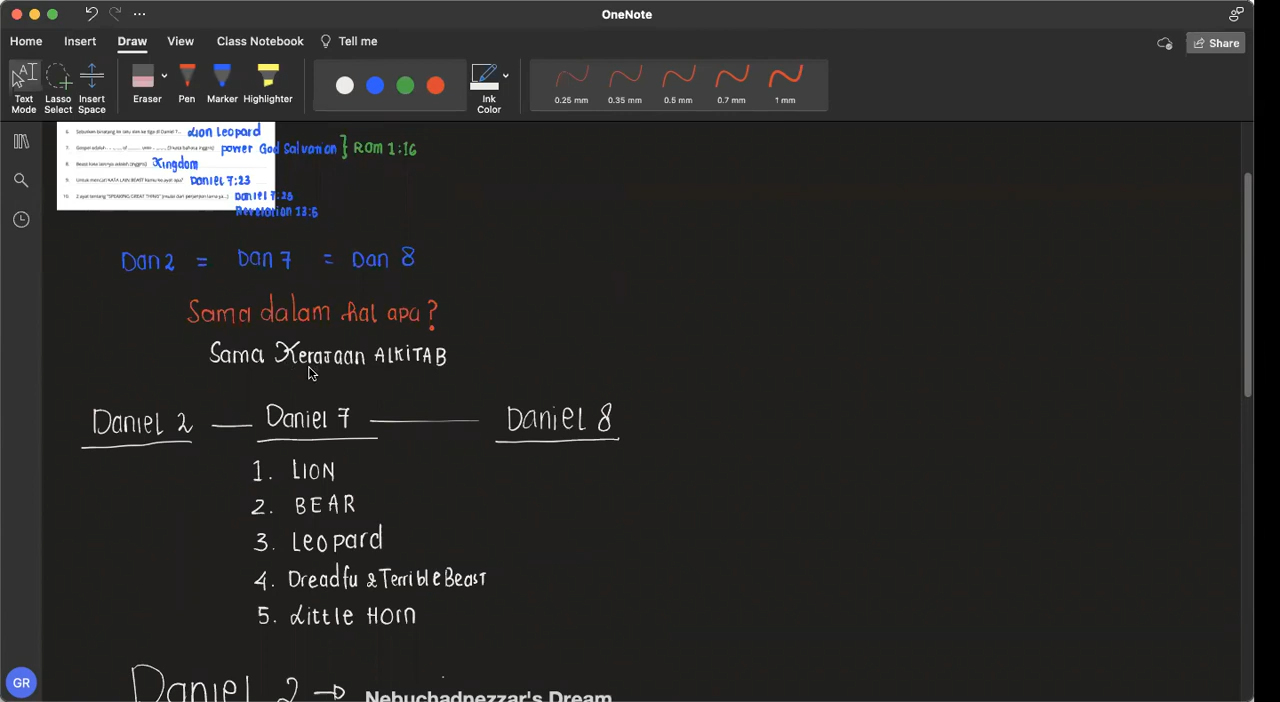 OneNote
Home Insert Draw View Class Notebook Tell me
Share
Text Mode
Lasso Select
Insert Space
Eraser
Pen
Marker
Highlighter
Ink Color
0.25 mm 0.35 mm 0.5 mm 0.7 mm 1 mm
Lion Leopard
power God Salvation } Rom 1:16
Kingdom
Daniel 7:23
Daniel 7:25
Revelation 13:5
Dan 2 = Dan 7 = Dan 8
Sama dalam hal apa?
Sama Kerajaan ALKITAB
Daniel 2 — Daniel 7 — Daniel 8
1. LION
2. BEAR
3. Leopard
4. Dreadfu & Terrible Beast
5. Little Horn
Daniel 2 → Nebuchadnezzar's Dream
GR